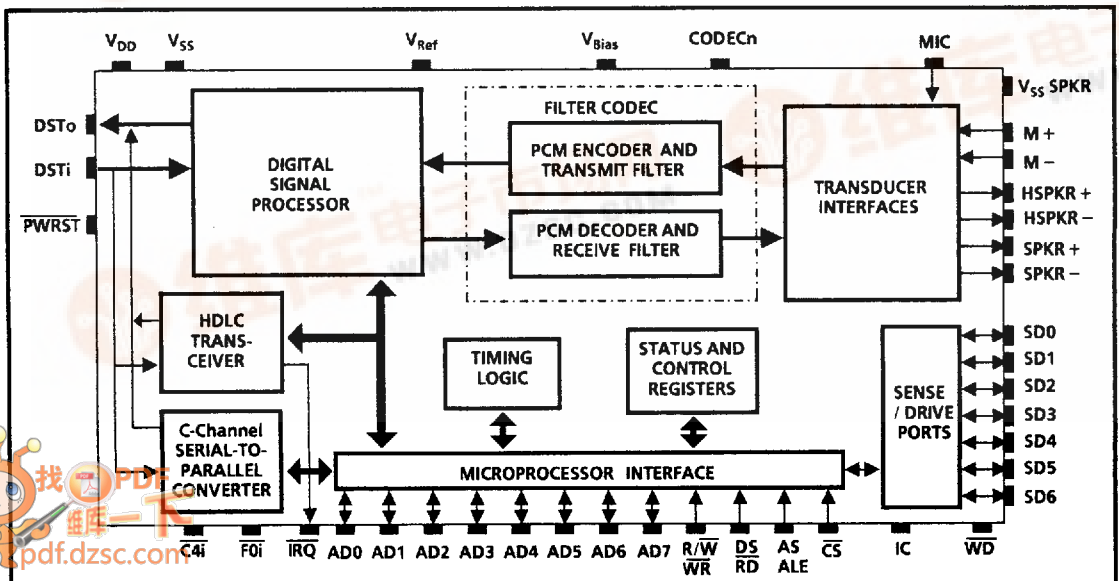 VDD VSS VRef VBias CODECn MIC
VSS SPKR
DSTo
DSTi
PWRST
DIGITAL
SIGNAL
PROCESSOR
FILTER CODEC
PCM ENCODER AND
TRANSMIT FILTER
PCM DECODER AND
RECEIVE FILTER
TRANSDUCER
INTERFACES
M+
M-
HSPKR+
HSPKR-
SPKR+
SPKR-
HDLC
TRANS-
CEIVER
TIMING
LOGIC
STATUS AND
CONTROL
REGISTERS
SENSE
/ DRIVE
PORTS
SD0
SD1
SD2
SD3
SD4
SD5
SD6
C-Channel
SERIAL-TO-
PARALLEL
CONVERTER
MICROPROCESSOR INTERFACE
C4i F0i IRQ AD0 AD1 AD2 AD3 AD4 AD5 AD6 AD7 R/W DS AS CS IC WD
WR RD ALE
找PDF
维库一下
pdf.dzsc.com